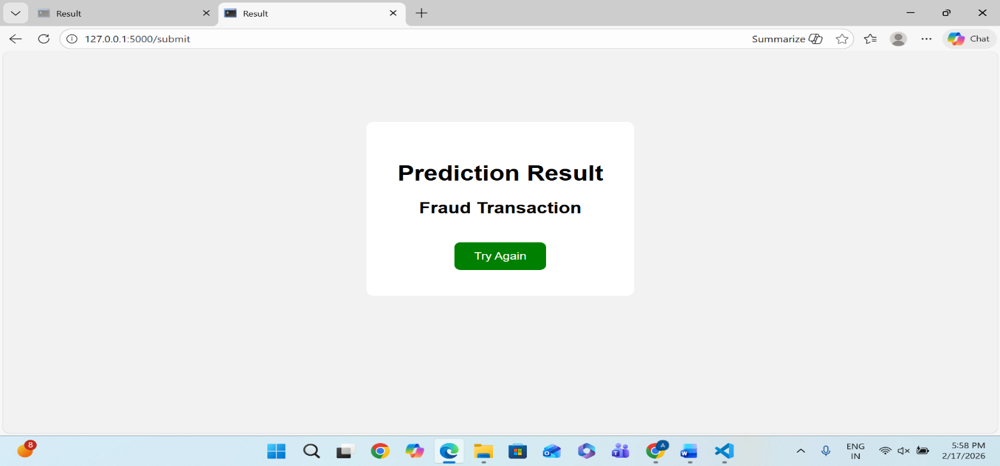 Result
Result
127.0.0.1:5000/submit
Summarize
Chat
Prediction Result
Fraud Transaction
Try Again
8
A
ENG
IN
5:58 PM
2/17/2026